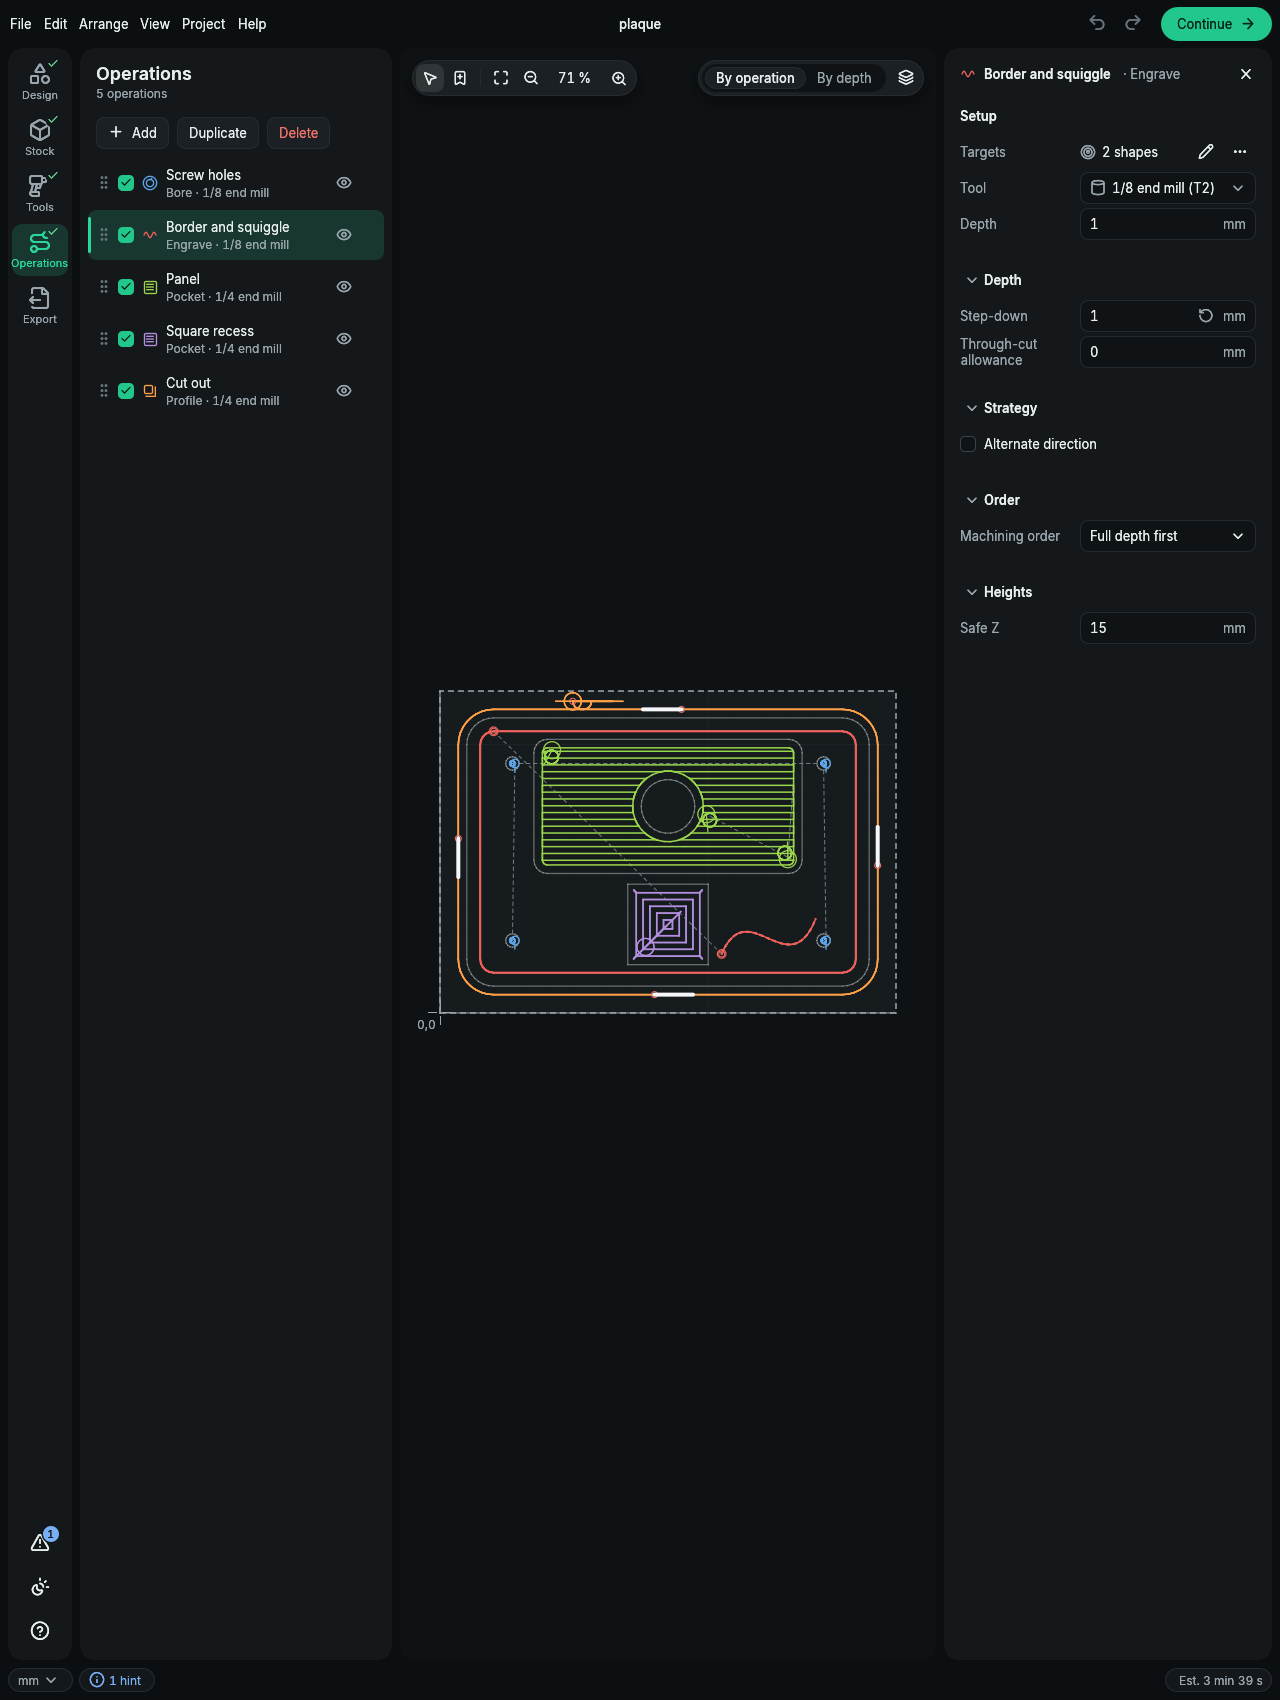 File Edit Arrange View Project Help
plaque
Continue
Design
Stock
Tools
Operations
Export
1
Operations
5 operations
Add
Duplicate
Delete
Screw holes
Bore · 1/8 end mill
Border and squiggle
Engrave · 1/8 end mill
Panel
Pocket · 1/4 end mill
Square recess
Pocket · 1/4 end mill
Cut out
Profile · 1/4 end mill
71 %
By operation
By depth
0,0
Border and squiggle · Engrave
Setup
Targets 2 shapes
Tool 1/8 end mill (T2)
Depth 1 mm
Depth
Step-down 1 mm
Through-cut
allowance
0 mm
Strategy
Alternate direction
Order
Machining order Full depth first
Heights
Safe Z 15 mm
mm
1 hint
Est. 3 min 39 s